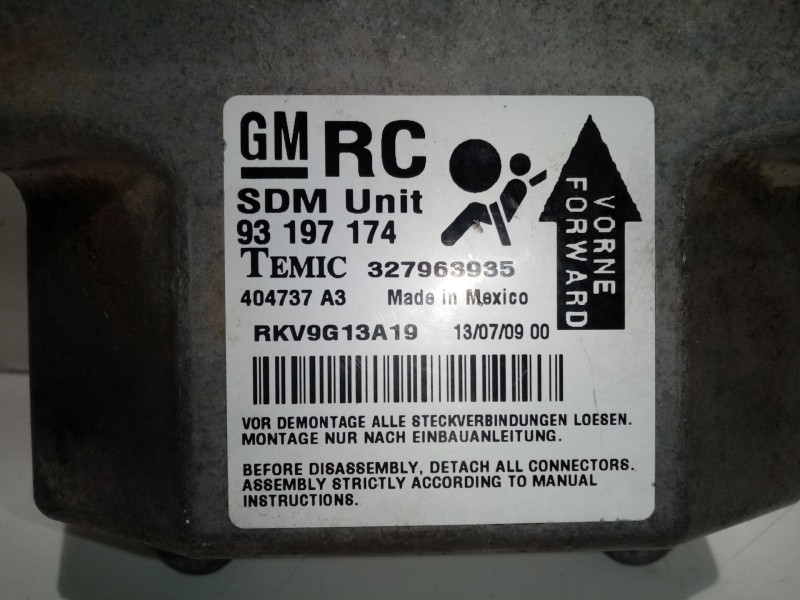 GM RC
SDM Unit
93 197 174
TEMIC 327963935
404737 A3 Made in Mexico
RKV9G13A19 13/07/09 00
VORNE
FORWARD
VOR DEMONTAGE ALLE STECKVERBINDUNGEN LOESEN.
MONTAGE NUR NACH EINBAUANLEITUNG.
BEFORE DISASSEMBLY, DETACH ALL CONNECTORS.
ASSEMBLY STRICTLY ACCORDING TO MANUAL
INSTRUCTIONS.